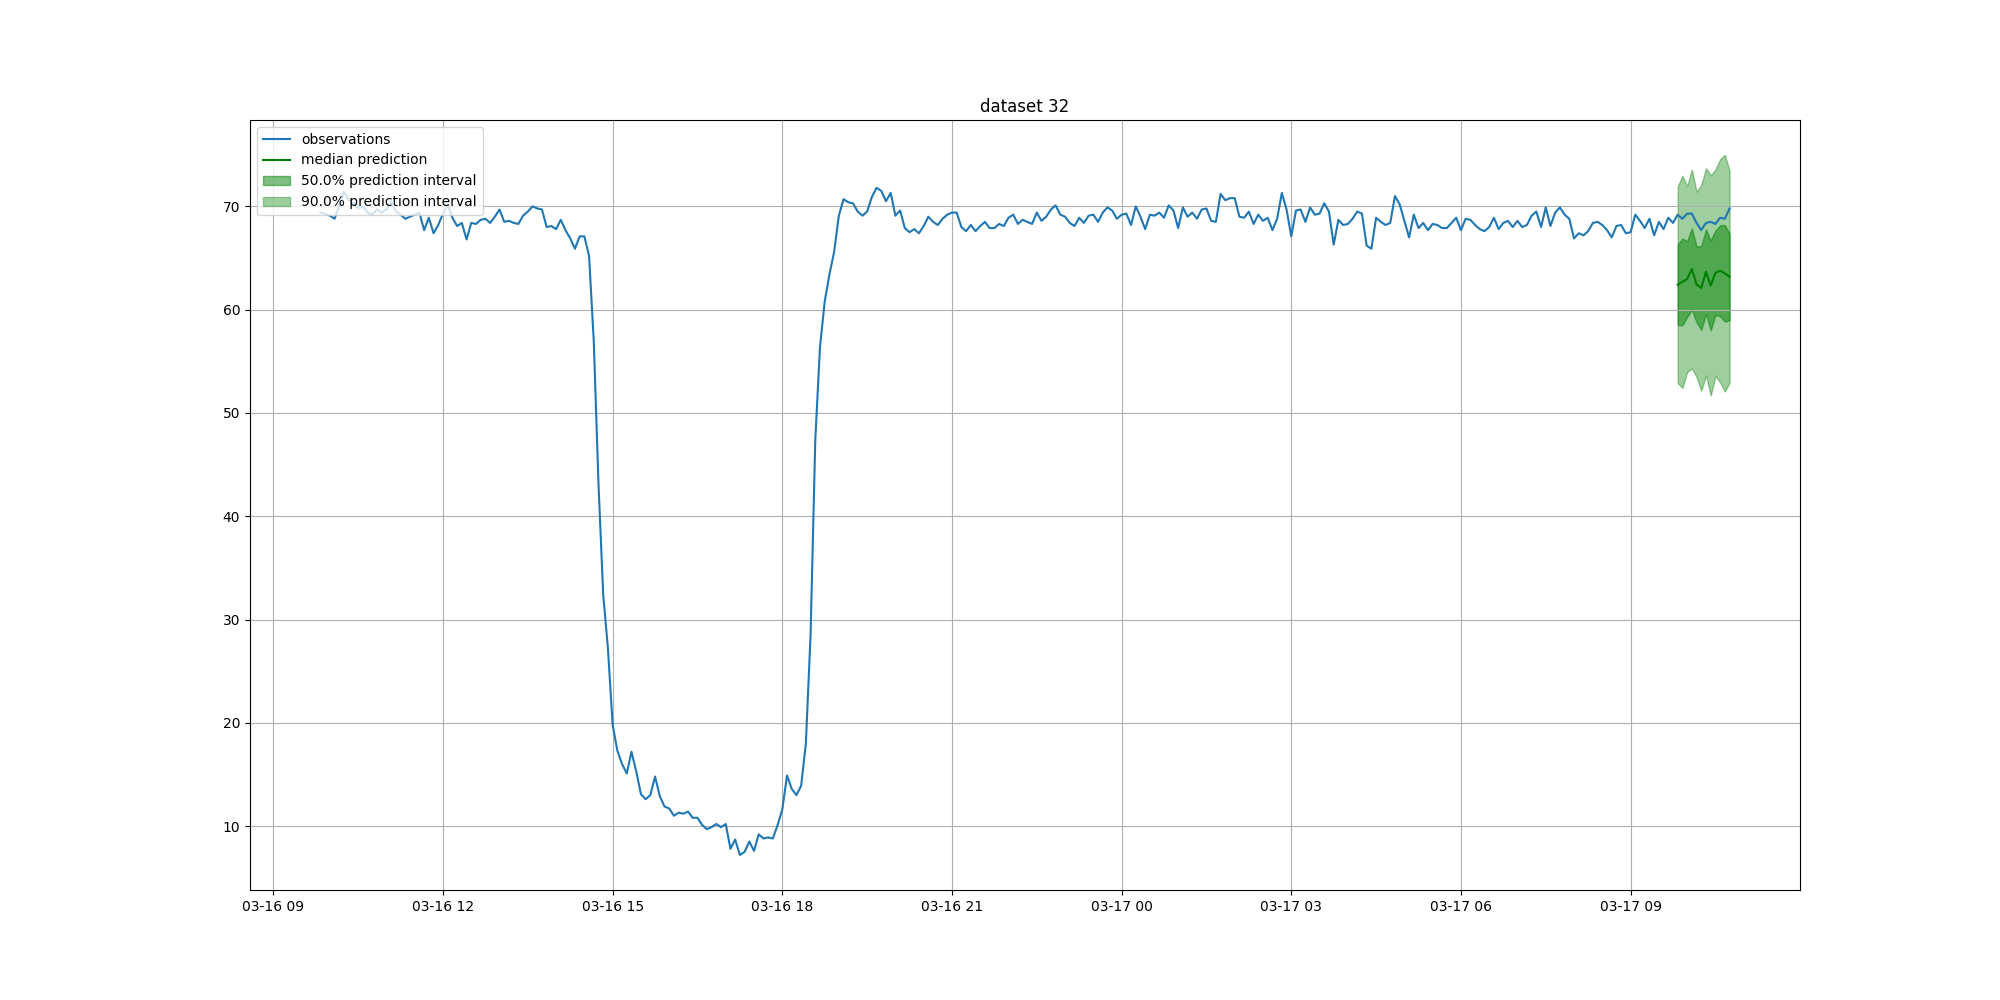 dataset 32
observations
median prediction
50.0% prediction interval
90.0% prediction interval
70
60
50
40
30
20
10
03-16 09 03-16 12 03-16 15 03-16 18 03-16 21 03-17 00 03-17 03 03-17 06 03-17 09